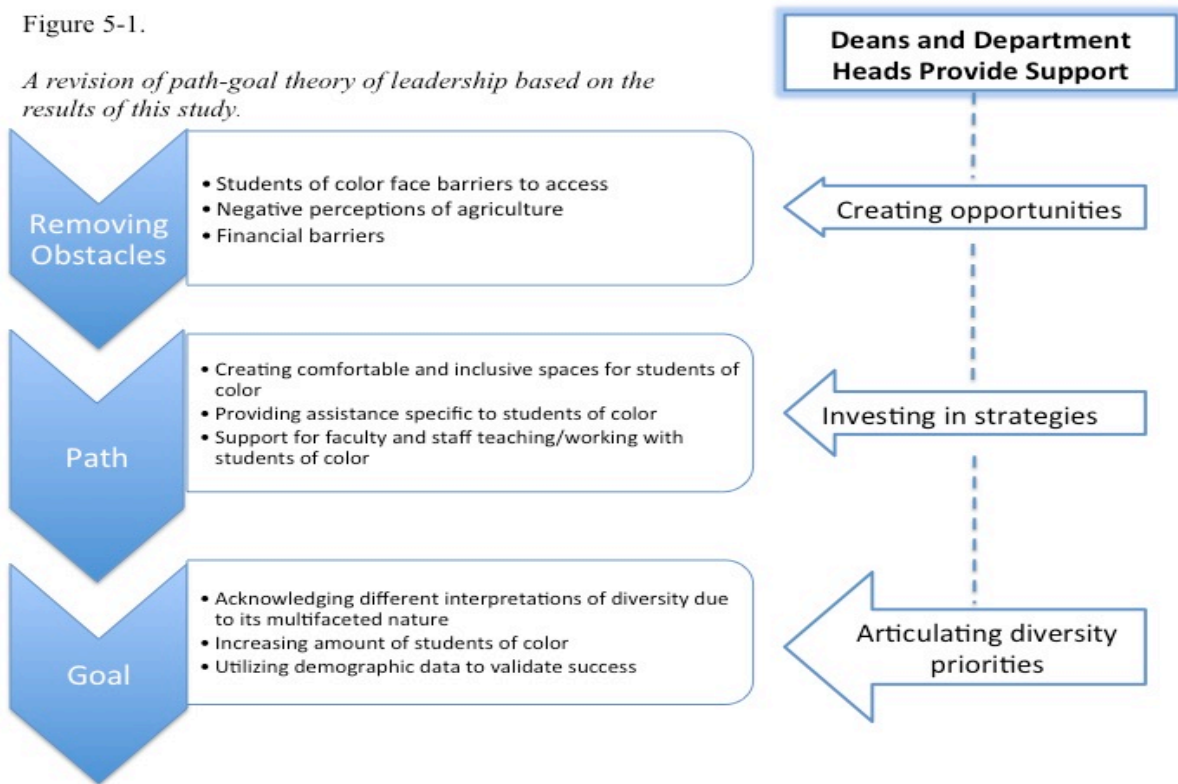 Figure 5-1.
A revision of path-goal theory of leadership based on the
results of this study.
Deans and Department
Heads Provide Support
Removing
Obstacles
• Students of color face barriers to access
• Negative perceptions of agriculture
• Financial barriers
Creating opportunities
Path
• Creating comfortable and inclusive spaces for students of
color
• Providing assistance specific to students of color
• Support for faculty and staff teaching/working with
students of color
Investing in strategies
Goal
• Acknowledging different interpretations of diversity due
to its multifaceted nature
• Increasing amount of students of color
• Utilizing demographic data to validate success
Articulating diversity
priorities